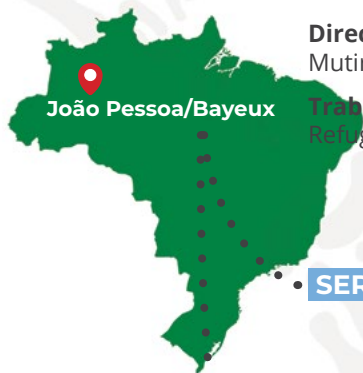 Direc
Mutir
João Pessoa/Bayeux
Trab
Refug
SER